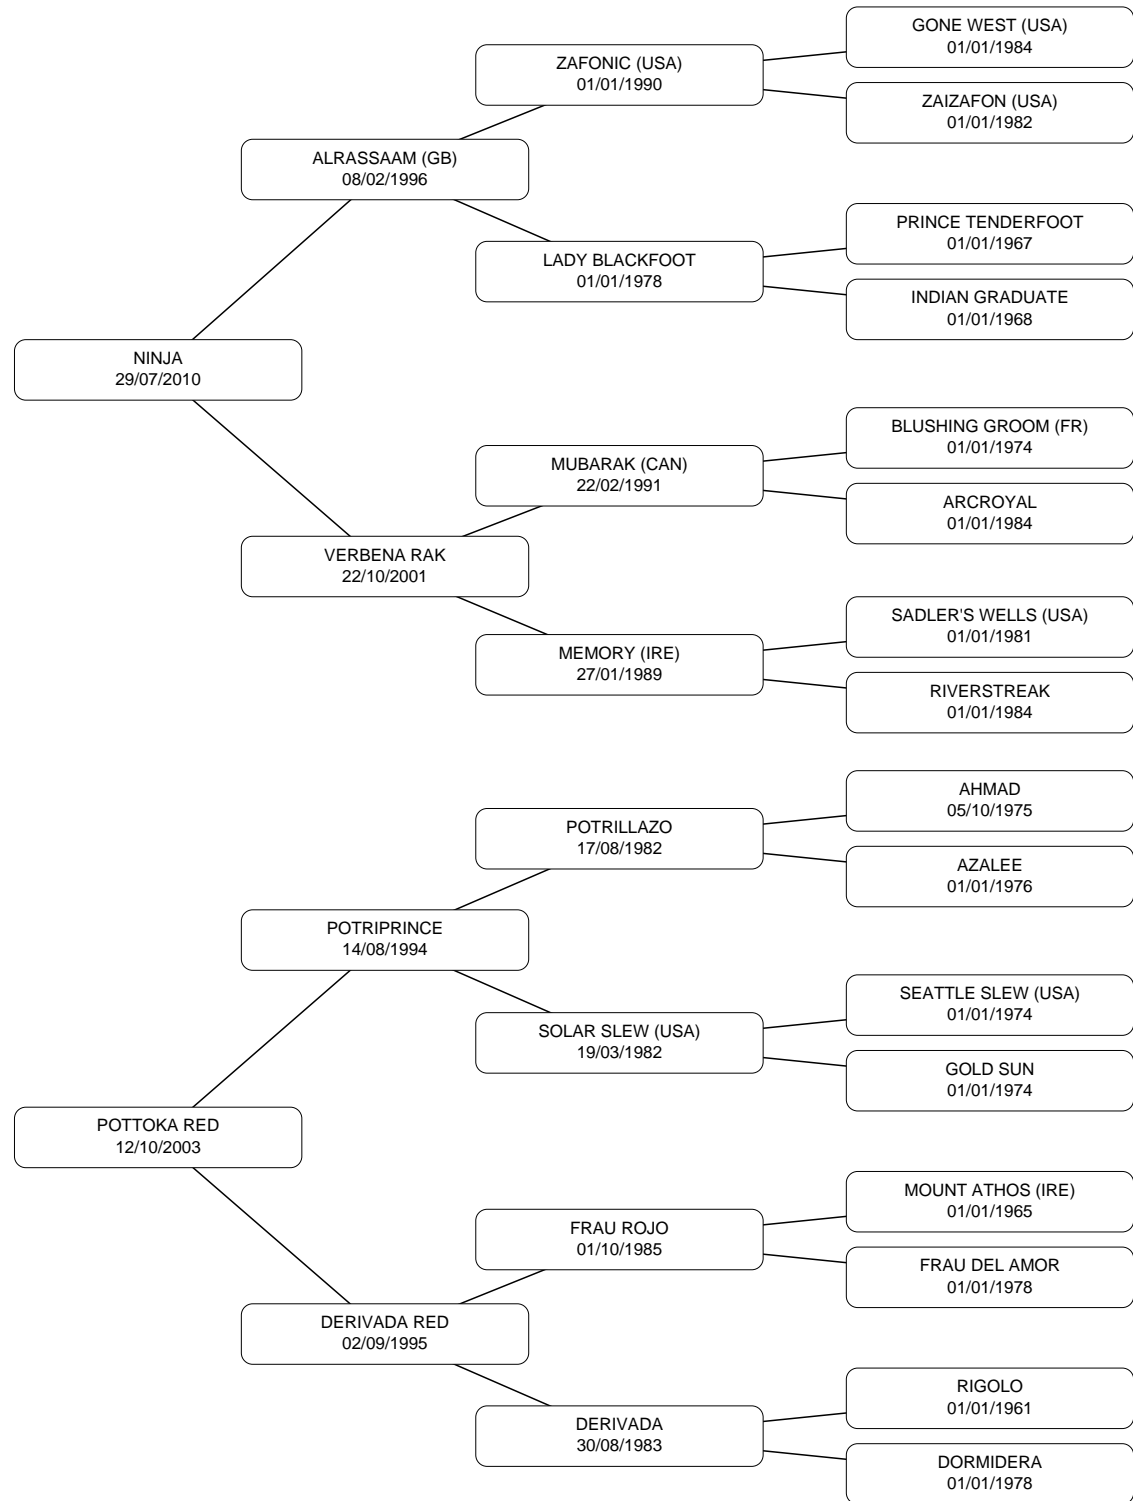 GONE WEST (USA)
01/01/1984
ZAFONIC (USA)
01/01/1990
ZAIZAFON (USA)
01/01/1982
ALRASSAAM (GB)
08/02/1996
PRINCE TENDERFOOT
01/01/1967
LADY BLACKFOOT
01/01/1978
INDIAN GRADUATE
01/01/1968
NINJA
29/07/2010
BLUSHING GROOM (FR)
01/01/1974
MUBARAK (CAN)
22/02/1991
ARCROYAL
01/01/1984
VERBENA RAK
22/10/2001
SADLER'S WELLS (USA)
01/01/1981
MEMORY (IRE)
27/01/1989
RIVERSTREAK
01/01/1984
AHMAD
05/10/1975
POTRILLAZO
17/08/1982
AZALEE
01/01/1976
POTRIPRINCE
14/08/1994
SEATTLE SLEW (USA)
01/01/1974
SOLAR SLEW (USA)
19/03/1982
GOLD SUN
01/01/1974
POTTOKA RED
12/10/2003
MOUNT ATHOS (IRE)
01/01/1965
FRAU ROJO
01/10/1985
FRAU DEL AMOR
01/01/1978
DERIVADA RED
02/09/1995
RIGOLO
01/01/1961
DERIVADA
30/08/1983
DORMIDERA
01/01/1978